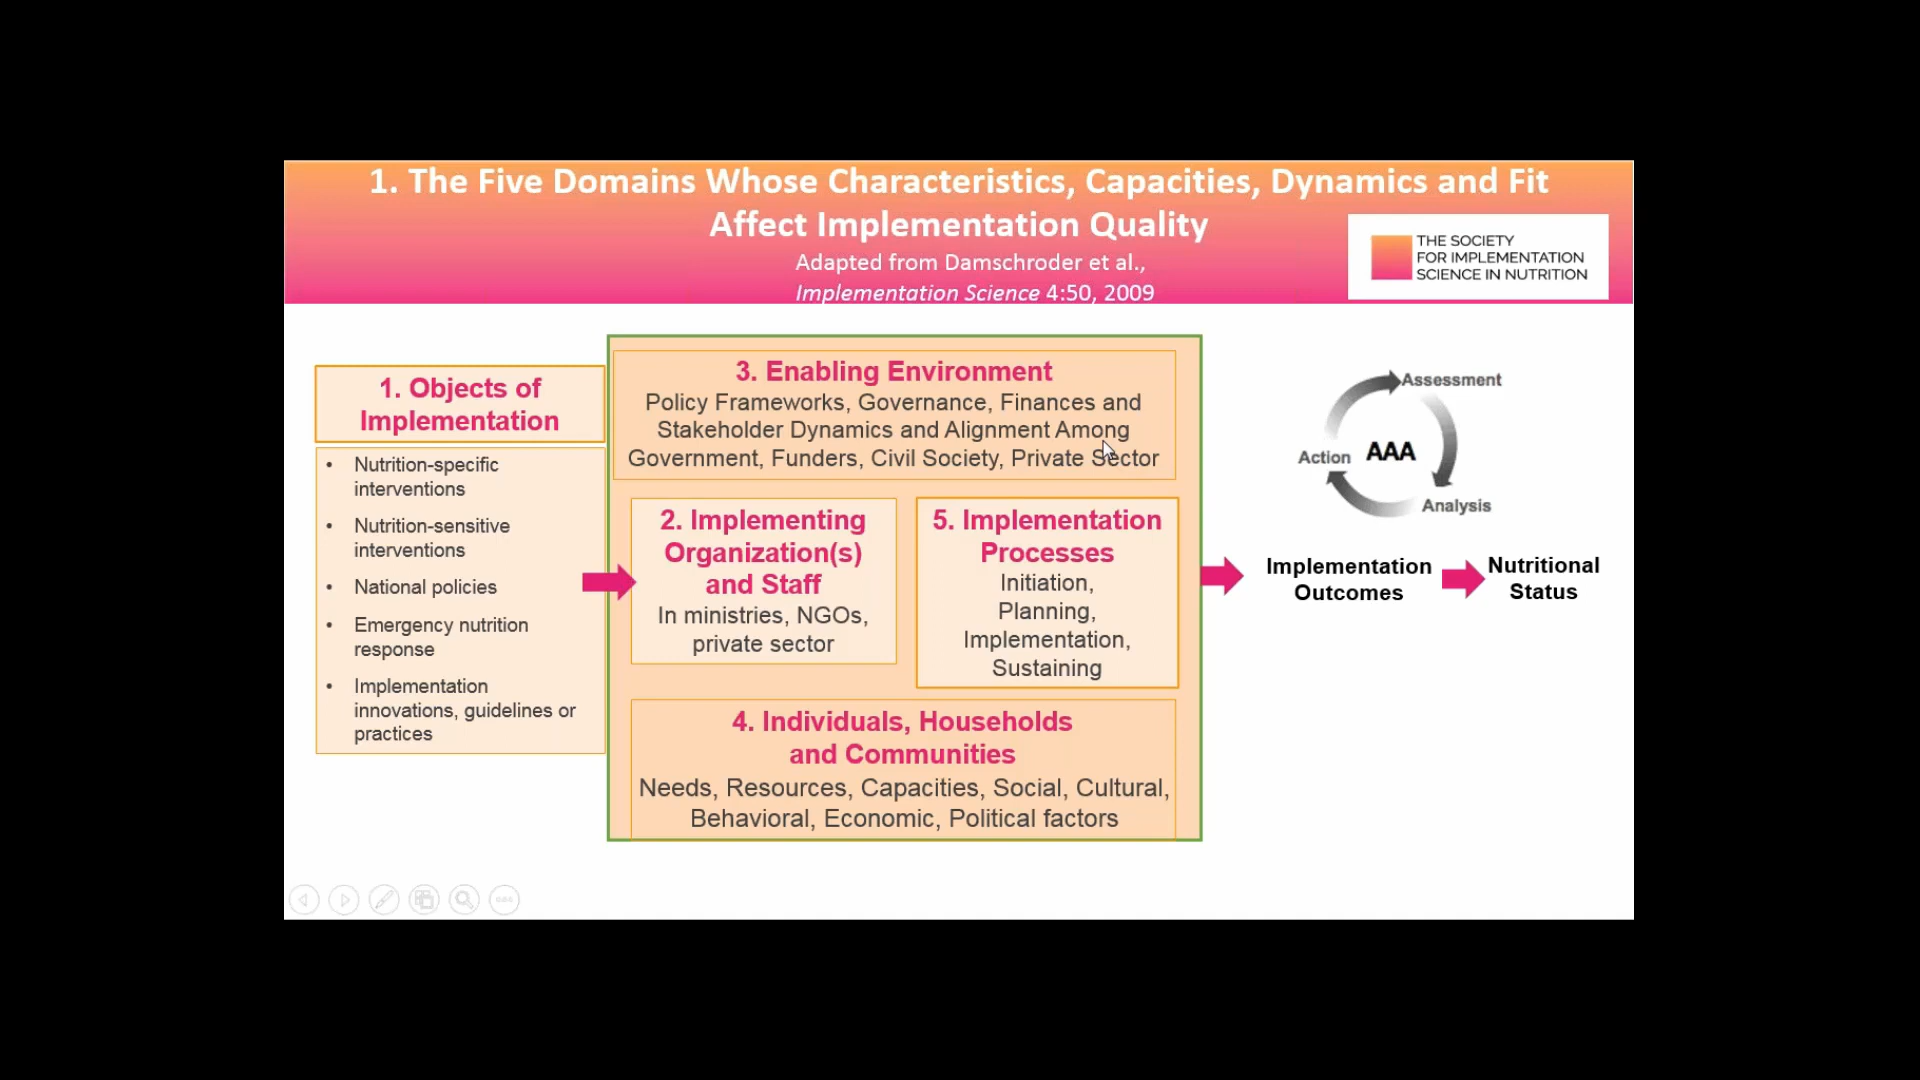 1. The Five Domains Whose Characteristics, Capacities, Dynamics and Fit
Affect Implementation Quality
Adapted from Damschroder et al.,
Implementation Science 4:50, 2009
THE SOCIETY
FOR IMPLEMENTATION
SCIENCE IN NUTRITION
1. Objects of
Implementation
• Nutrition-specific
interventions
• Nutrition-sensitive
interventions
• National policies
• Emergency nutrition
response
• Implementation
innovations, guidelines or
practices
3. Enabling Environment
Policy Frameworks, Governance, Finances and
Stakeholder Dynamics and Alignment Among
Government, Funders, Civil Society, Private Sector
2. Implementing
Organization(s)
and Staff
In ministries, NGOs,
private sector
5. Implementation
Processes
Initiation,
Planning,
Implementation,
Sustaining
4. Individuals, Households
and Communities
Needs, Resources, Capacities, Social, Cultural,
Behavioral, Economic, Political factors
Assessment
Action
AAA
Analysis
Implementation
Outcomes
Nutritional
Status